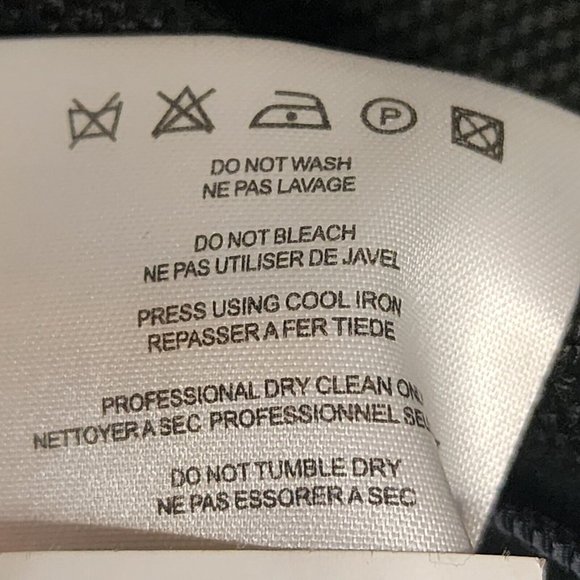 P
DO NOT WASH
NE PAS LAVAGE
DO NOT BLEACH
NE PAS UTILISER DE JAVEL
PRESS USING COOL IRON
REPASSER A FER TIEDE
PROFESSIONAL DRY CLEAN
NETTOYER A SEC PROFESSIONNEL
DO NOT TUMBLE DRY
NE PAS ESSORER A SEC